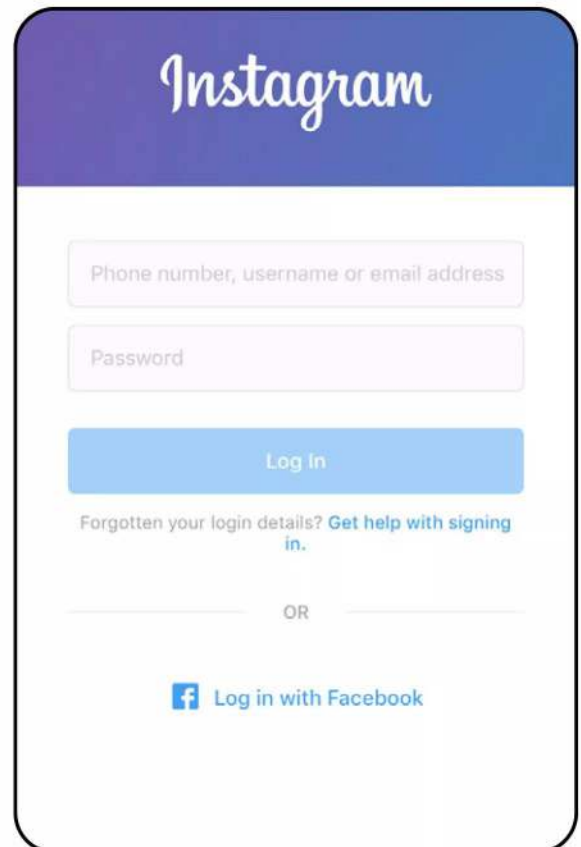 Instagram
Phone number, username or email address
Password
Log In
Forgotten your login details? Get help with signing
in.
OR
Log in with Facebook